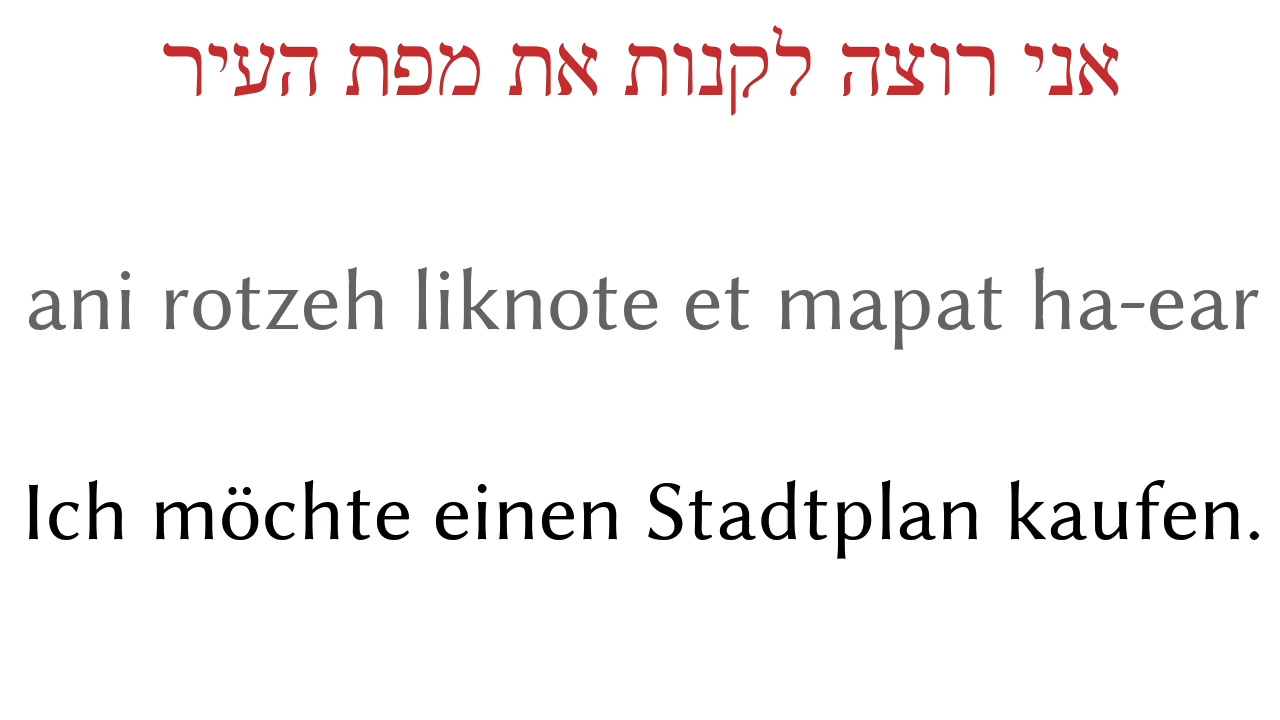 אני רוצה לקנות את מפת העיר
ani rotzeh liknote et mapat ha-ear
Ich möchte einen Stadtplan kaufen.